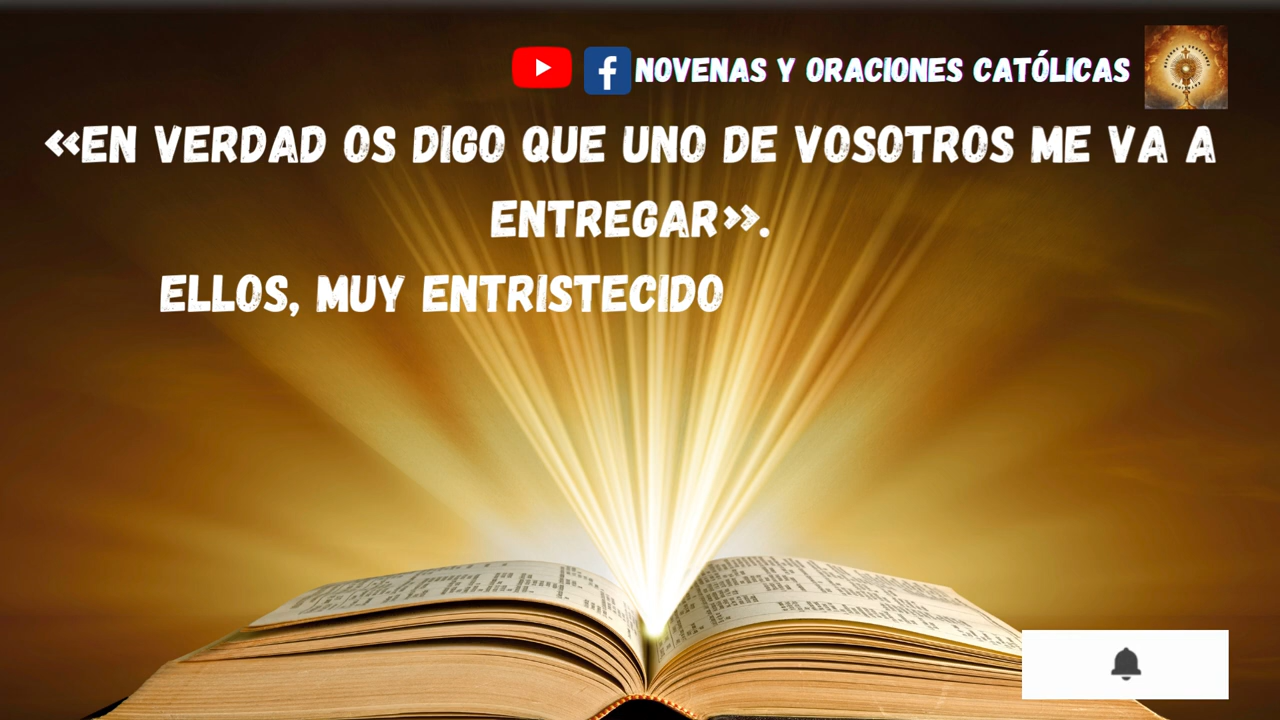 NOVENAS Y ORACIONES CATÓLICAS
«EN VERDAD OS DIGO QUE UNO DE VOSOTROS ME VA A
ENTREGAR».
ELLOS, MUY ENTRISTECIDO